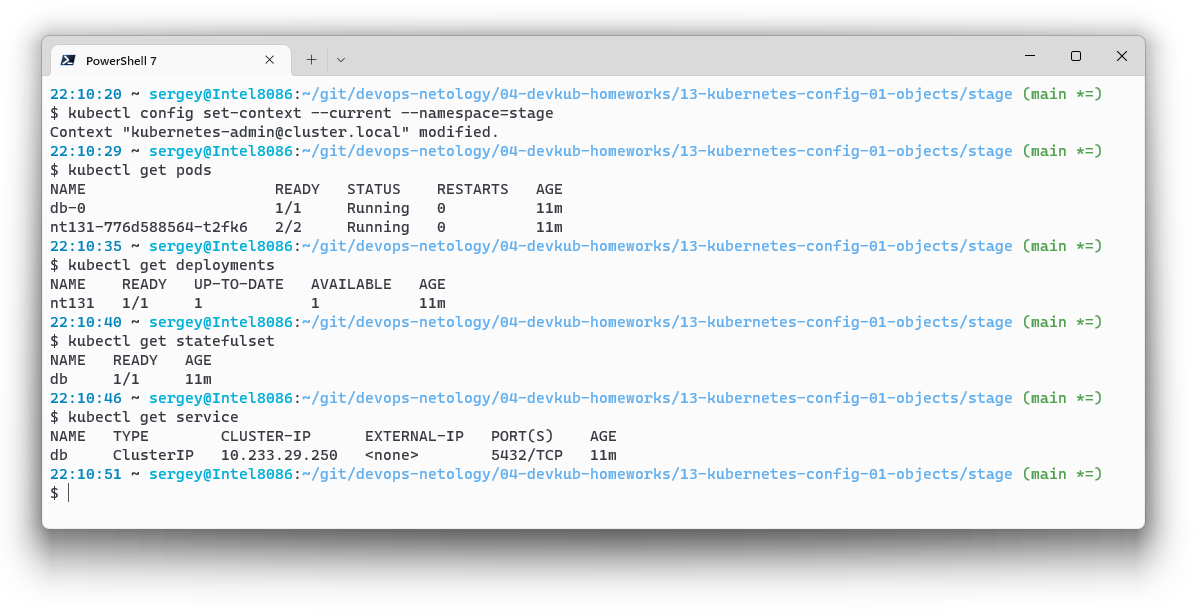 PowerShell 7
22:10:20 ~ sergey@Intel8086:~/git/devops-netology/04-devkub-homeworks/13-kubernetes-config-01-objects/stage (main *=)
$ kubectl config set-context --current --namespace=stage
Context "kubernetes-admin@cluster.local" modified.
22:10:29 ~ sergey@Intel8086:~/git/devops-netology/04-devkub-homeworks/13-kubernetes-config-01-objects/stage (main *=)
$ kubectl get pods
NAME                     READY   STATUS    RESTARTS   AGE
db-0                     1/1     Running   0          11m
nt131-776d588564-t2fk6   2/2     Running   0          11m
22:10:35 ~ sergey@Intel8086:~/git/devops-netology/04-devkub-homeworks/13-kubernetes-config-01-objects/stage (main *=)
$ kubectl get deployments
NAME    READY   UP-TO-DATE   AVAILABLE   AGE
nt131   1/1     1            1           11m
22:10:40 ~ sergey@Intel8086:~/git/devops-netology/04-devkub-homeworks/13-kubernetes-config-01-objects/stage (main *=)
$ kubectl get statefulset
NAME   READY   AGE
db     1/1     11m
22:10:46 ~ sergey@Intel8086:~/git/devops-netology/04-devkub-homeworks/13-kubernetes-config-01-objects/stage (main *=)
$ kubectl get service
NAME   TYPE        CLUSTER-IP      EXTERNAL-IP   PORT(S)    AGE
db     ClusterIP   10.233.29.250   <none>        5432/TCP   11m
22:10:51 ~ sergey@Intel8086:~/git/devops-netology/04-devkub-homeworks/13-kubernetes-config-01-objects/stage (main *=)
$